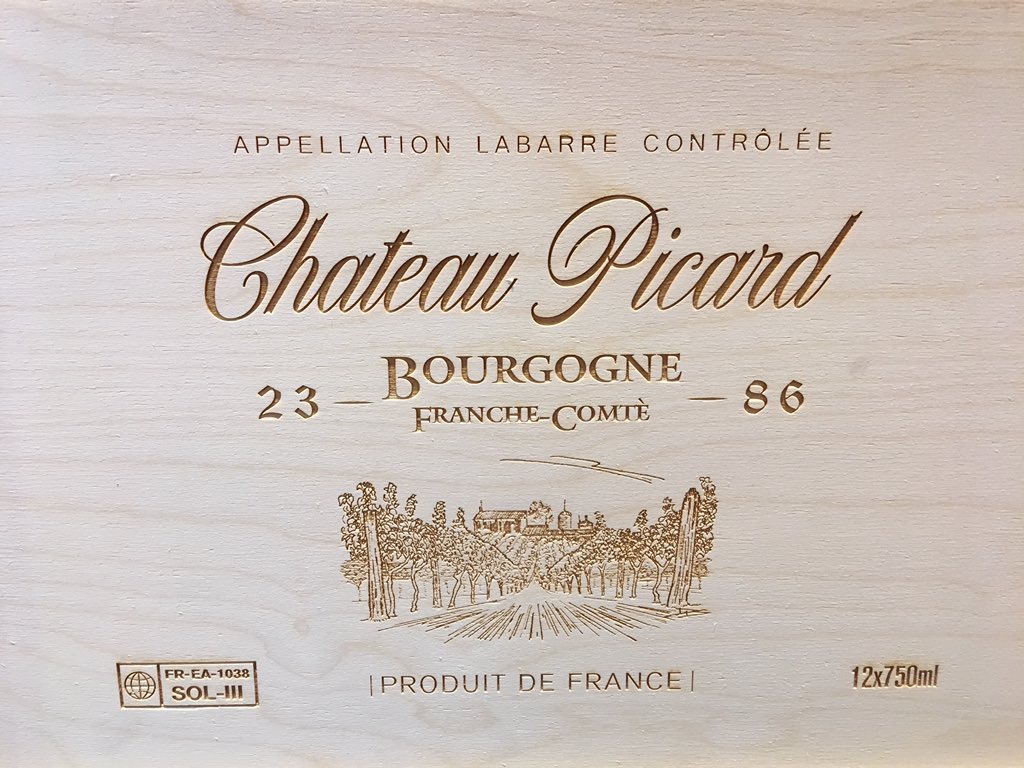 APPELLATION LABARRE CONTRÔLÉE
Chateau Picard
23 – BOURGOGNE – 86
FRANCHE-COMTÈ
FR-EA-1038
SOL-III
|PRODUIT DE FRANCE|
12x750ml